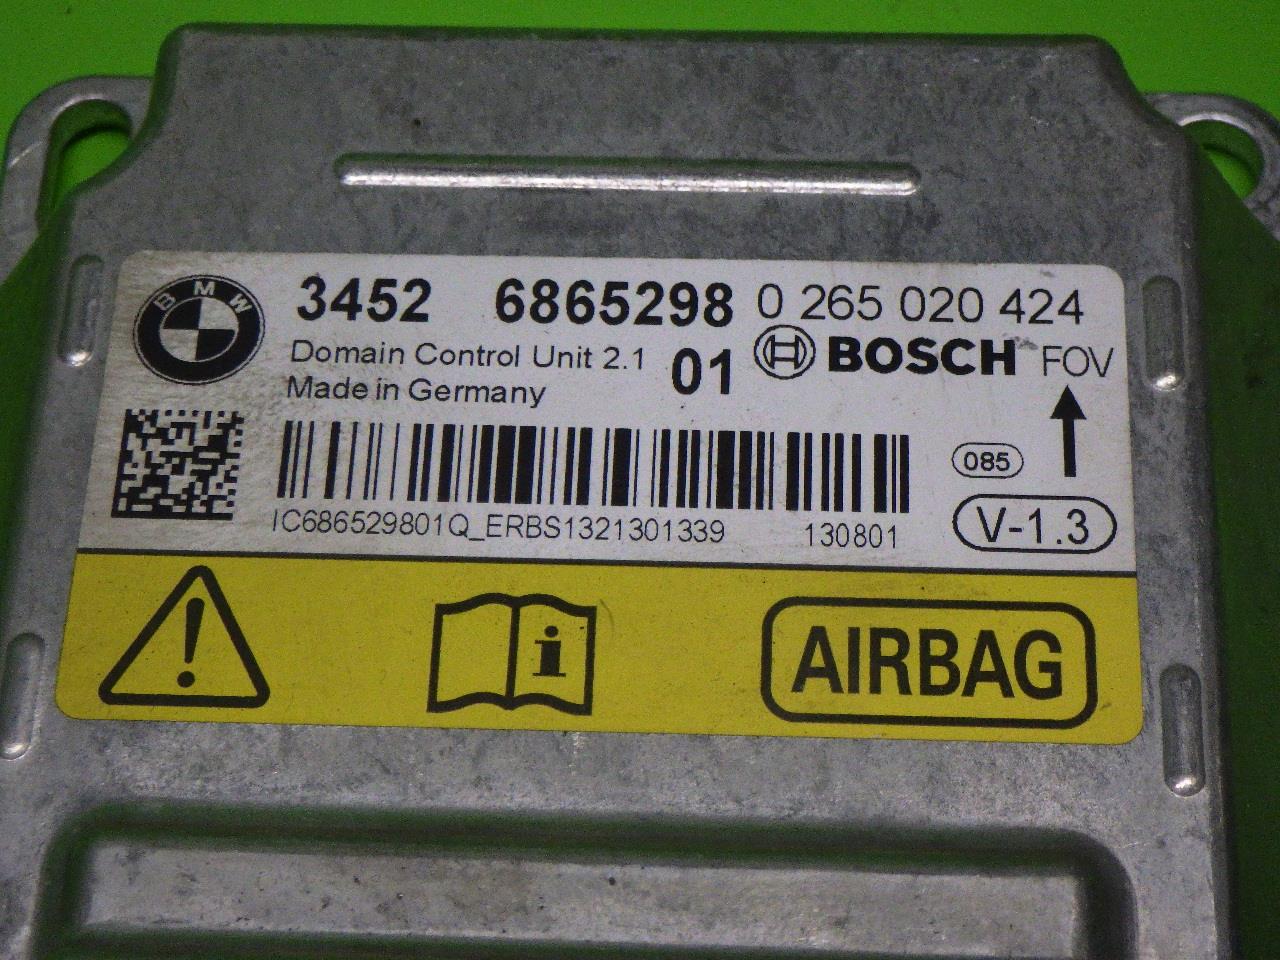 BMW
3452 6865298 0 265 020 424
Domain Control Unit 2.1 01 BOSCH FOV
Made in Germany
085
IC686529801Q_ERBS1321301339 130801 V-1.3
i AIRBAG